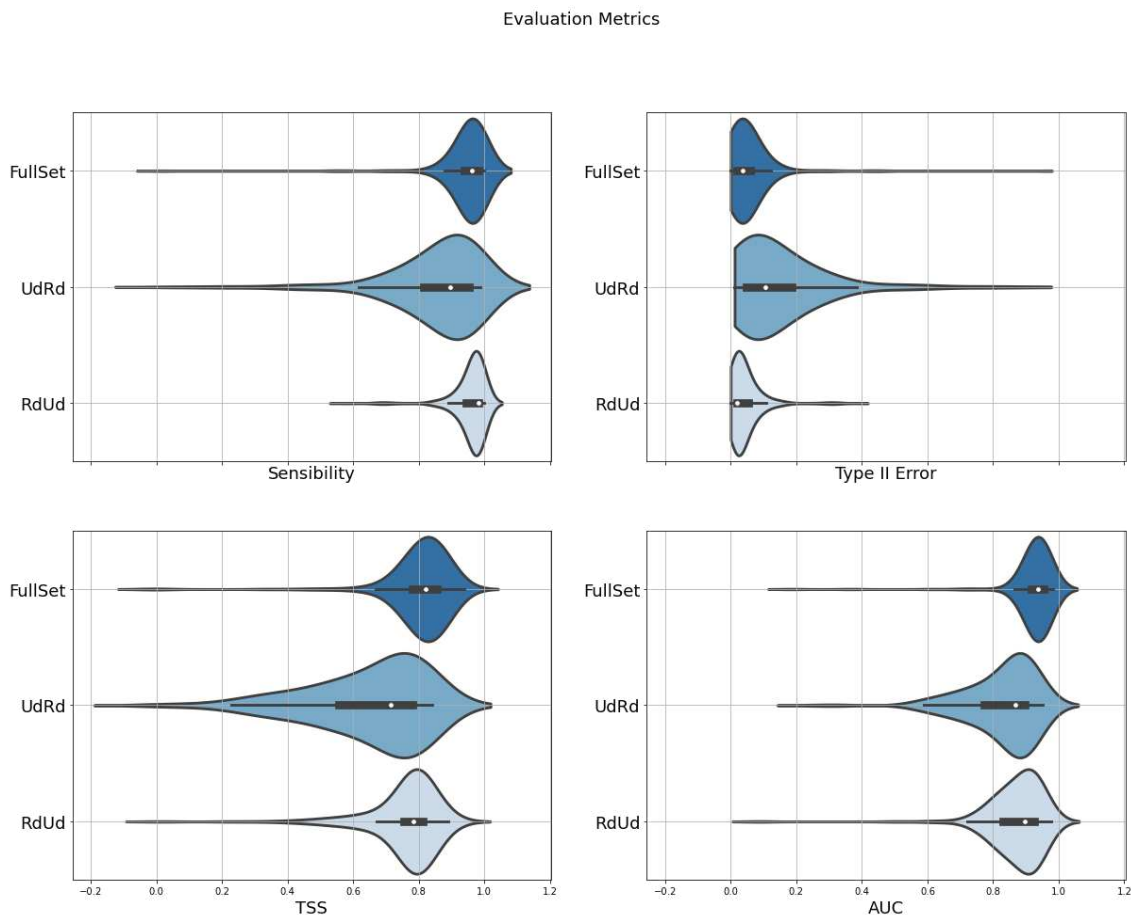 Evaluation Metrics
FullSet
UdRd
RdUd
Sensibility
FullSet
UdRd
RdUd
Type II Error
FullSet
UdRd
RdUd
−0.2 0.0 0.2 0.4 0.6 0.8 1.0 1.2
TSS
FullSet
UdRd
RdUd
−0.2 0.0 0.2 0.4 0.6 0.8 1.0 1.2
AUC